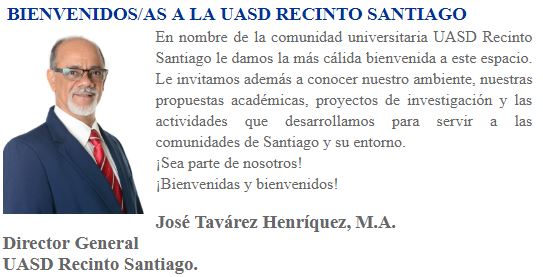 BIENVENIDOS/AS A LA UASD RECINTO SANTIAGO
En nombre de la comunidad universitaria UASD Recinto
Santiago le damos la más cálida bienvenida a este espacio.
Le invitamos además a conocer nuestro ambiente, nuestras
propuestas académicas, proyectos de investigación y las
actividades que desarrollamos para servir a las
comunidades de Santiago y su entorno.
¡Sea parte de nosotros!
¡Bienvenidas y bienvenidos!
José Tavárez Henríquez, M.A.
Director General
UASD Recinto Santiago.